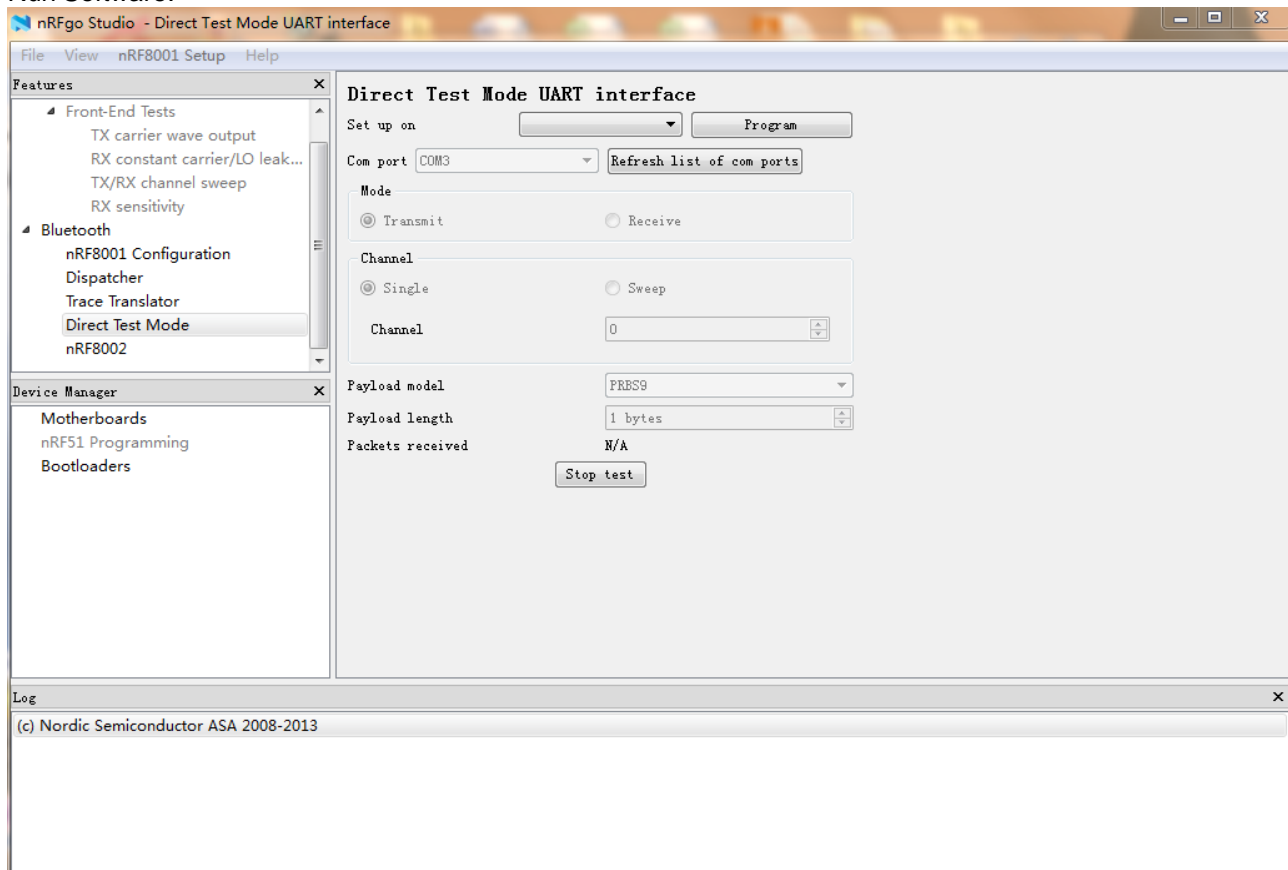 Run Software:
nRFgo Studio - Direct Test Mode UART interface
File View nRF8001 Setup Help
Features
Front-End Tests
TX carrier wave output
RX constant carrier/LO leak...
TX/RX channel sweep
RX sensitivity
Bluetooth
nRF8001 Configuration
Dispatcher
Trace Translator
Direct Test Mode
nRF8002
Device Manager
Motherboards
nRF51 Programming
Bootloaders
Direct Test Mode UART interface
Set up on Program
Com port COM3 Refresh list of com ports
Mode
Transmit Receive
Channel
Single Sweep
Channel 0
Payload model PRBS9
Payload length 1 bytes
Packets received N/A
Stop test
Log
(c) Nordic Semiconductor ASA 2008-2013